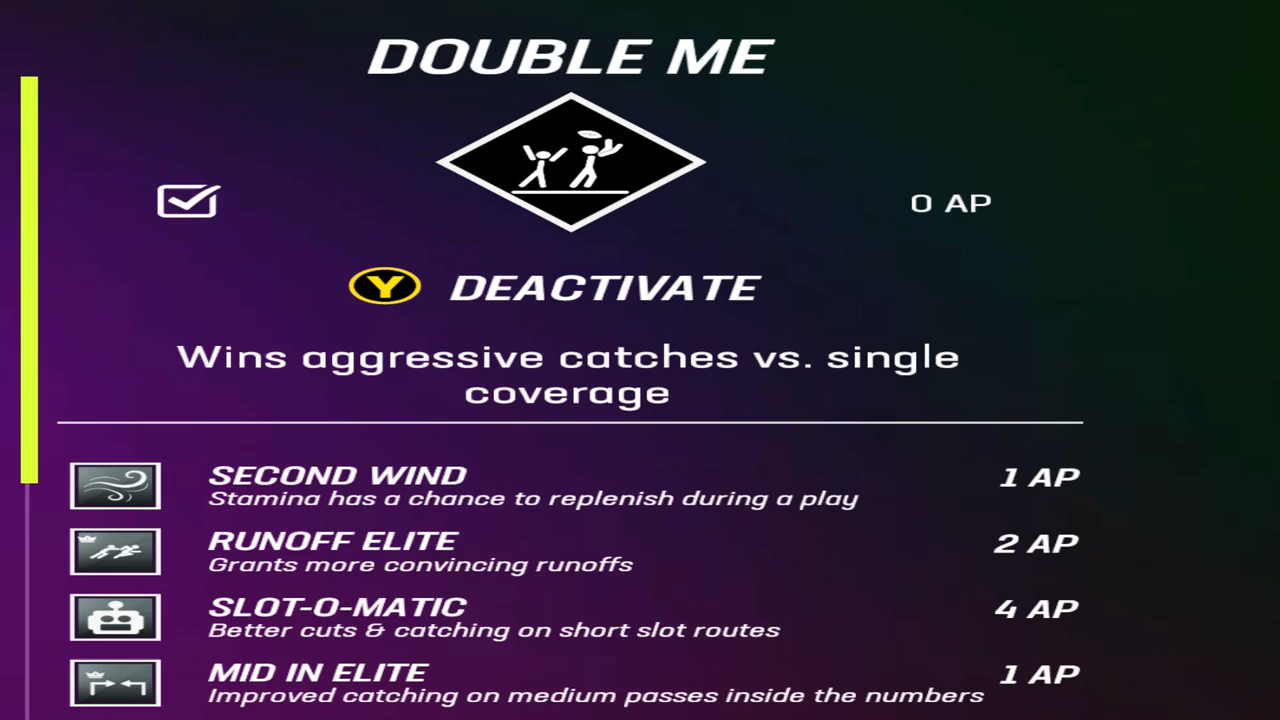 DOUBLE ME
0 AP
Y DEACTIVATE
Wins aggressive catches vs. single
coverage
SECOND WIND 1 AP
Stamina has a chance to replenish during a play
RUNOFF ELITE 2 AP
Grants more convincing runoffs
SLOT-O-MATIC 4 AP
Better cuts & catching on short slot routes
MID IN ELITE 1 AP
Improved catching on medium passes inside the numbers